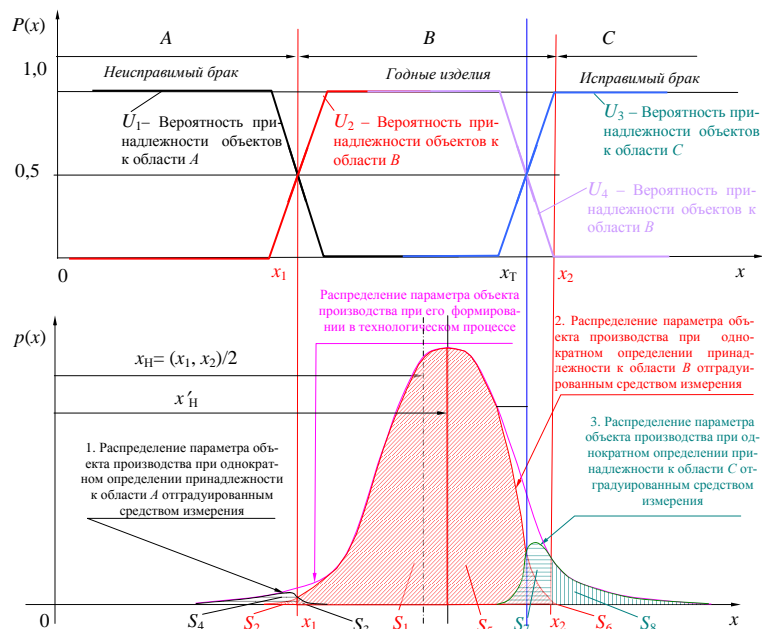 P(x)
A
B
C
1,0
Неисправимый брак
Годные изделия
Исправимый брак
U1– Вероятность при-
надлежности объектов
к области A
U2 – Вероятность при-
надлежности объектов к
области B
U3 – Вероятность при-
надлежности объектов
к области C
0,5
U4 – Вероятность при-
надлежности объектов к
области B
0
x1
xТ
x2
x
Распределение параметра объекта
производства при его формирова-
нии в технологическом процессе
p(x)
xН= (x1, x2)/2
x′Н
2. Распределение параметра объ-
екта производства при одно-
кратном определении принад-
лежности к области B отградуи-
рованным средством измерения
1. Распределение параметра объ-
екта производства при однократ-
ном определении принадлежности
к области A отградуированным
средством измерения
3. Распределение параметра
объекта производства при од-
нократном определении при-
надлежности к области C от-
градуированным средством
измерения
0
S4
S2
x1
S3
S1
S5
S7
x2
S6
S8
x